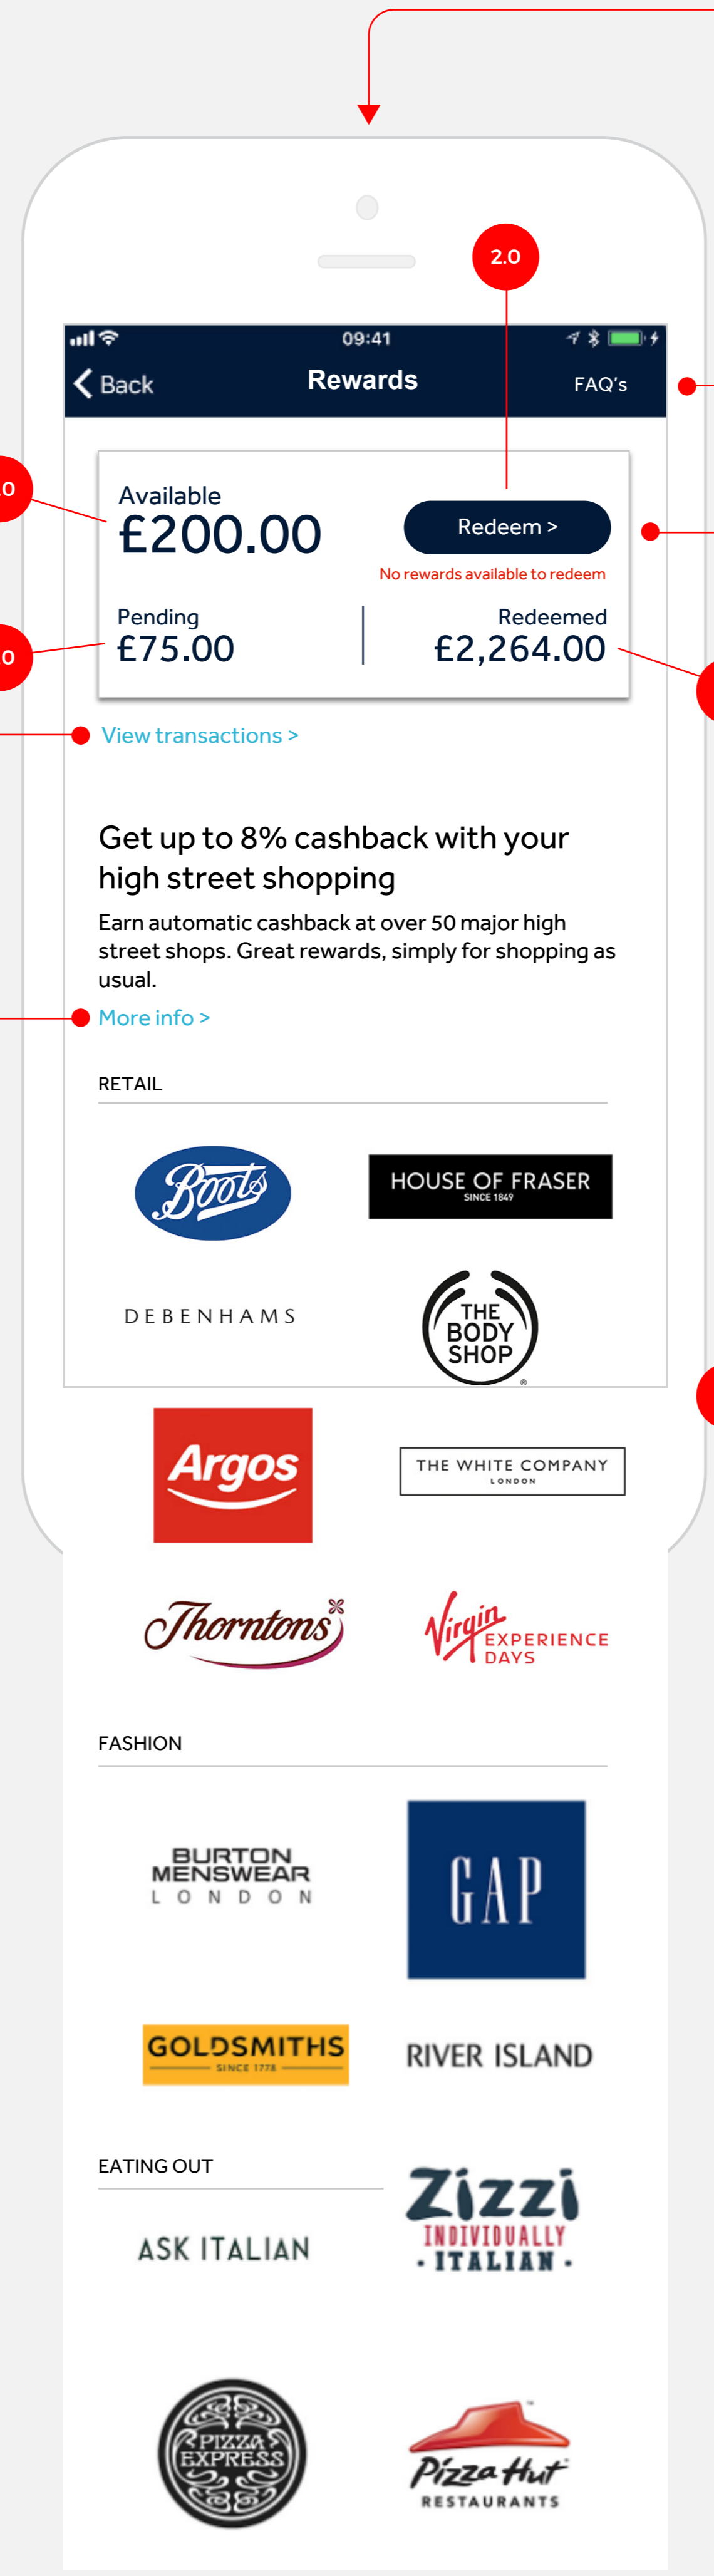 2.0
09:41
Back
Rewards
FAQ's
.0
Available
£200.00
Redeem >
No rewards available to redeem
.0
Pending
£75.00
Redeemed
£2,264.00
View transactions >
Get up to 8% cashback with your
high street shopping
Earn automatic cashback at over 50 major high
street shops. Great rewards, simply for shopping as
usual.
More info >
RETAIL
Boots
HOUSE OF FRASER
SINCE 1849
DEBENHAMS
THE
BODY
SHOP
®
Argos
THE WHITE COMPANY
LONDON
Thorntons
Virgin
EXPERIENCE
DAYS
FASHION
BURTON
MENSWEAR
LONDON
GAP
GOLDSMITHS
SINCE 1778
RIVER ISLAND
EATING OUT
ASK ITALIAN
Zizzi
INDIVIDUALLY
· ITALIAN ·
PIZZA
EXPRESS
Pizza Hut
RESTAURANTS